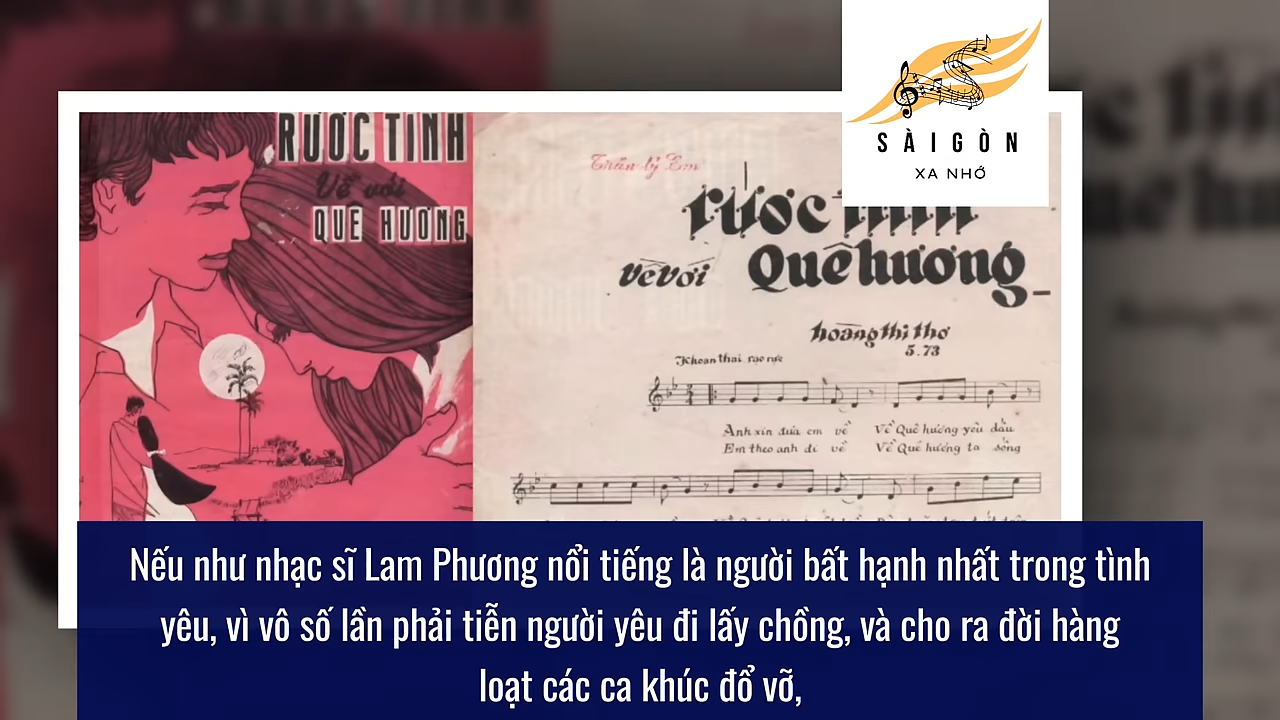 SÀIGÒN
XA NHỚ
RƯỚC TÌNH
Về với
QUÊ HƯƠNG
rước tình
Về Với Quê hương
hoàng thi thơ
5.73
Khoan thai rạo rực
Anh xin đưa em về Về Quê hương yêu dấu
Em theo anh đi về Về Quê hương ta sống
Nếu như nhạc sĩ Lam Phương nổi tiếng là người bất hạnh nhất trong tình
yêu, vì vô số lần phải tiễn người yêu đi lấy chồng, và cho ra đời hàng
loạt các ca khúc đổ vỡ,